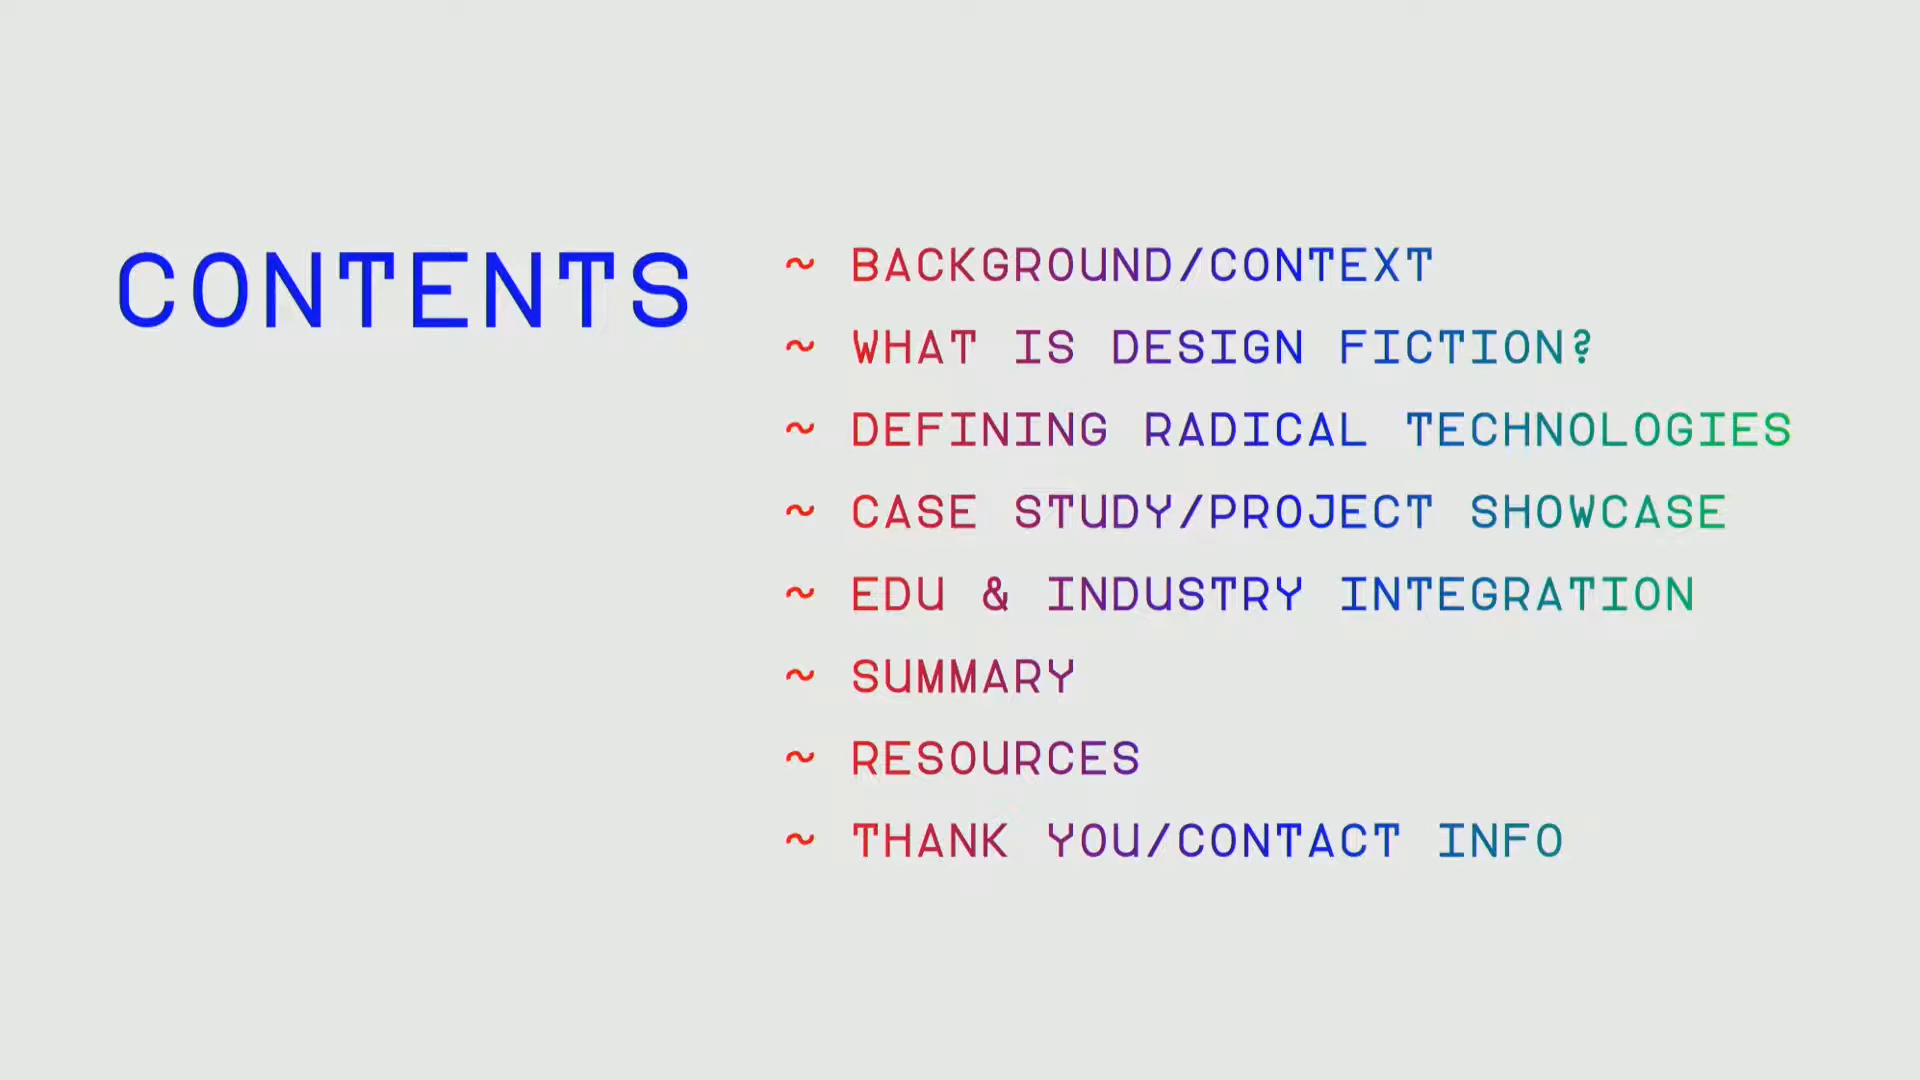 CONTENTS
~ BACKGROUND/CONTEXT
~ WHAT IS DESIGN FICTION?
~ DEFINING RADICAL TECHNOLOGIES
~ CASE STUDY/PROJECT SHOWCASE
~ EDU & INDUSTRY INTEGRATION
~ SUMMARY
~ RESOURCES
~ THANK YOU/CONTACT INFO